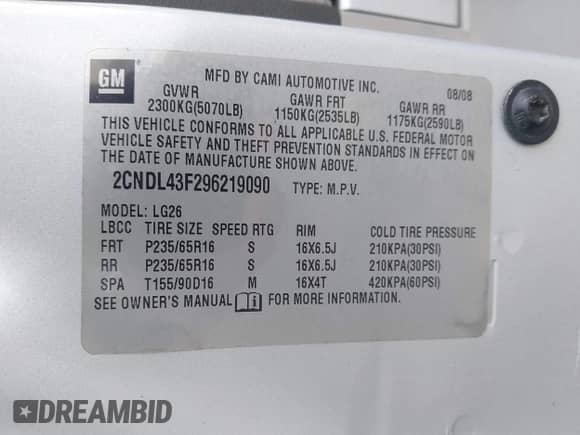 GM
MFD BY CAMI AUTOMOTIVE INC. 08/08
GVWR GAWR FRT GAWR RR
2300KG(5070LB) 1150KG(2535LB) 1175KG(2590LB)
THIS VEHICLE CONFORMS TO ALL APPLICABLE U.S. FEDERAL MOTOR
VEHICLE SAFETY AND THEFT PREVENTION STANDARDS IN EFFECT ON
THE DATE OF MANUFACTURE SHOWN ABOVE.
2CNDL43F296219090 TYPE: M.P.V.
MODEL: LG26
LBCC TIRE SIZE SPEED RTG RIM COLD TIRE PRESSURE
FRT P235/65R16 S 16X6.5J 210KPA(30PSI)
RR P235/65R16 S 16X6.5J 210KPA(30PSI)
SPA T155/90D16 M 16X4T 420KPA(60PSI)
SEE OWNER'S MANUAL FOR MORE INFORMATION.
DREAMBID